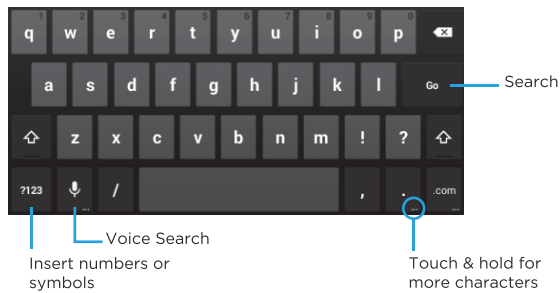 1 2 3 4 5 6 7 8 9 0
q w e r t y u i o p
a s d f g h j k l Go Search
z x c v b n m ! ?
?123 / , . ... .com ...
Voice Search
Insert numbers or
symbols
Touch & hold for
more characters